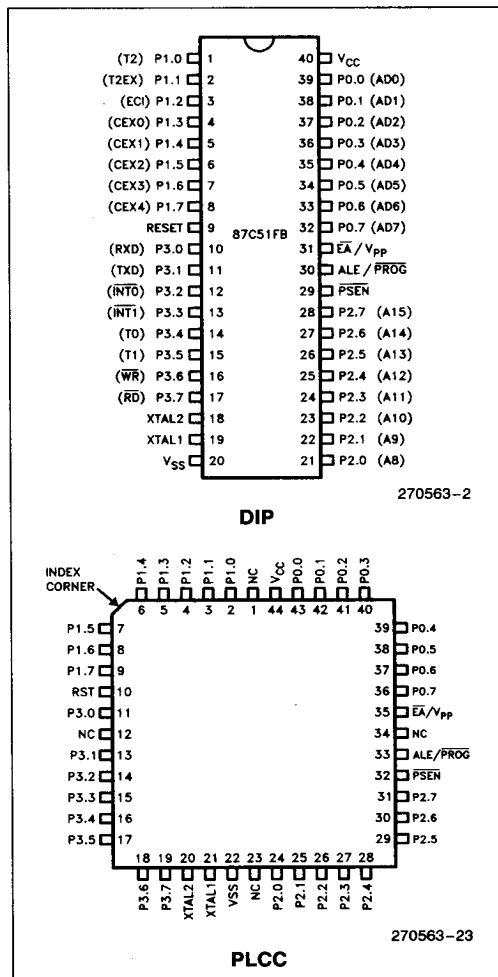 (T2) P1.0 1 40 VCC
(T2EX) P1.1 2 39 P0.0 (AD0)
(ECI) P1.2 3 38 P0.1 (AD1)
(CEX0) P1.3 4 37 P0.2 (AD2)
(CEX1) P1.4 5 36 P0.3 (AD3)
(CEX2) P1.5 6 35 P0.4 (AD4)
(CEX3) P1.6 7 34 P0.5 (AD5)
(CEX4) P1.7 8 33 P0.6 (AD6)
RESET 9 87C51FB 32 P0.7 (AD7)
(RXD) P3.0 10 31 E̅A̅/VPP
(TXD) P3.1 11 30 ALE/P̅R̅O̅G̅
(I̅N̅T̅0̅) P3.2 12 29 P̅S̅E̅N̅
(I̅N̅T̅1̅) P3.3 13 28 P2.7 (A15)
(T0) P3.4 14 27 P2.6 (A14)
(T1) P3.5 15 26 P2.5 (A13)
(W̅R̅) P3.6 16 25 P2.4 (A12)
(R̅D̅) P3.7 17 24 P2.3 (A11)
XTAL2 18 23 P2.2 (A10)
XTAL1 19 22 P2.1 (A9)
VSS 20 21 P2.0 (A8)
270563-2
DIP
INDEX
CORNER
P1.4 P1.3 P1.2 P1.1 P1.0 NC VCC P0.0 P0.1 P0.2 P0.3
6 5 4 3 2 1 44 43 42 41 40
P1.5 7 39 P0.4
P1.6 8 38 P0.5
P1.7 9 37 P0.6
RST 10 36 P0.7
P3.0 11 35 E̅A̅/VPP
NC 12 34 NC
P3.1 13 33 ALE/P̅R̅O̅G̅
P3.2 14 32 P̅S̅E̅N̅
P3.3 15 31 P2.7
P3.4 16 30 P2.6
P3.5 17 29 P2.5
18 19 20 21 22 23 24 25 26 27 28
P3.6 P3.7 XTAL2 XTAL1 VSS NC P2.0 P2.1 P2.2 P2.3 P2.4
270563-23
PLCC